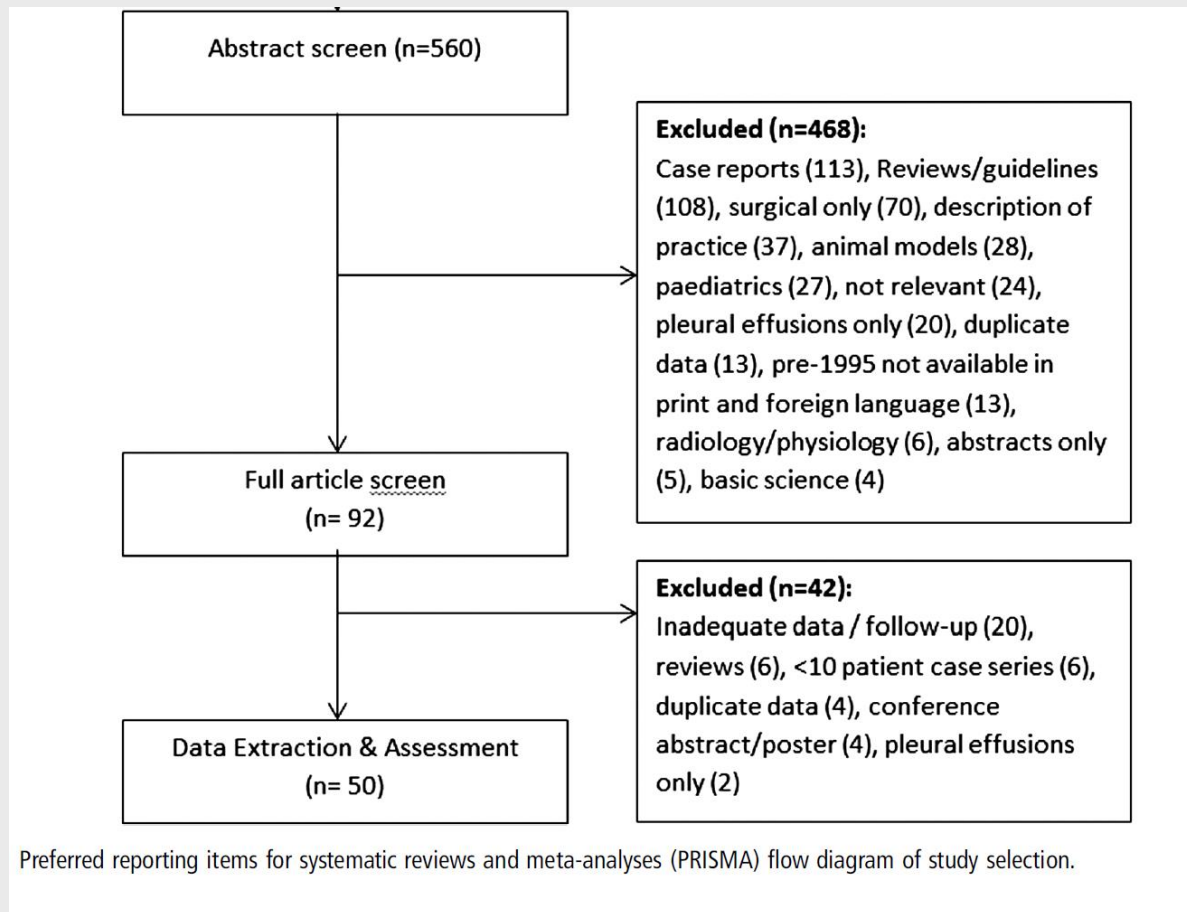 Abstract screen (n=560)
Excluded (n=468):
Case reports (113), Reviews/guidelines
(108), surgical only (70), description of
practice (37), animal models (28),
paediatrics (27), not relevant (24),
pleural effusions only (20), duplicate
data (13), pre-1995 not available in
print and foreign language (13),
radiology/physiology (6), abstracts only
(5), basic science (4)
Full article screen
(n= 92)
Excluded (n=42):
Inadequate data / follow-up (20),
reviews (6), <10 patient case series (6),
duplicate data (4), conference
abstract/poster (4), pleural effusions
only (2)
Data Extraction & Assessment
(n= 50)
Preferred reporting items for systematic reviews and meta-analyses (PRISMA) flow diagram of study selection.